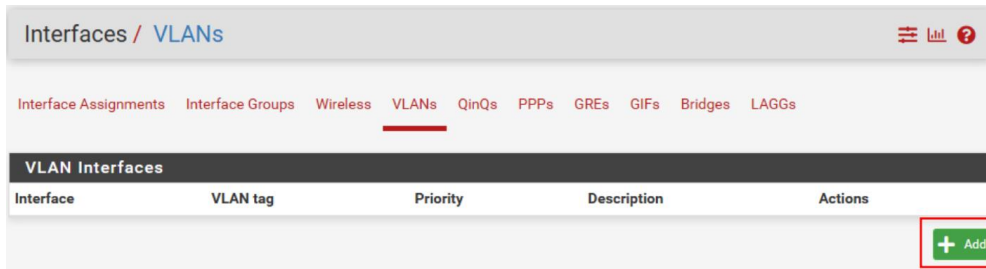 Interfaces / VLANs
Interface Assignments Interface Groups Wireless VLANs QinQs PPPs GREs GIFs Bridges LAGGs
VLAN Interfaces
Interface VLAN tag Priority Description Actions
Add